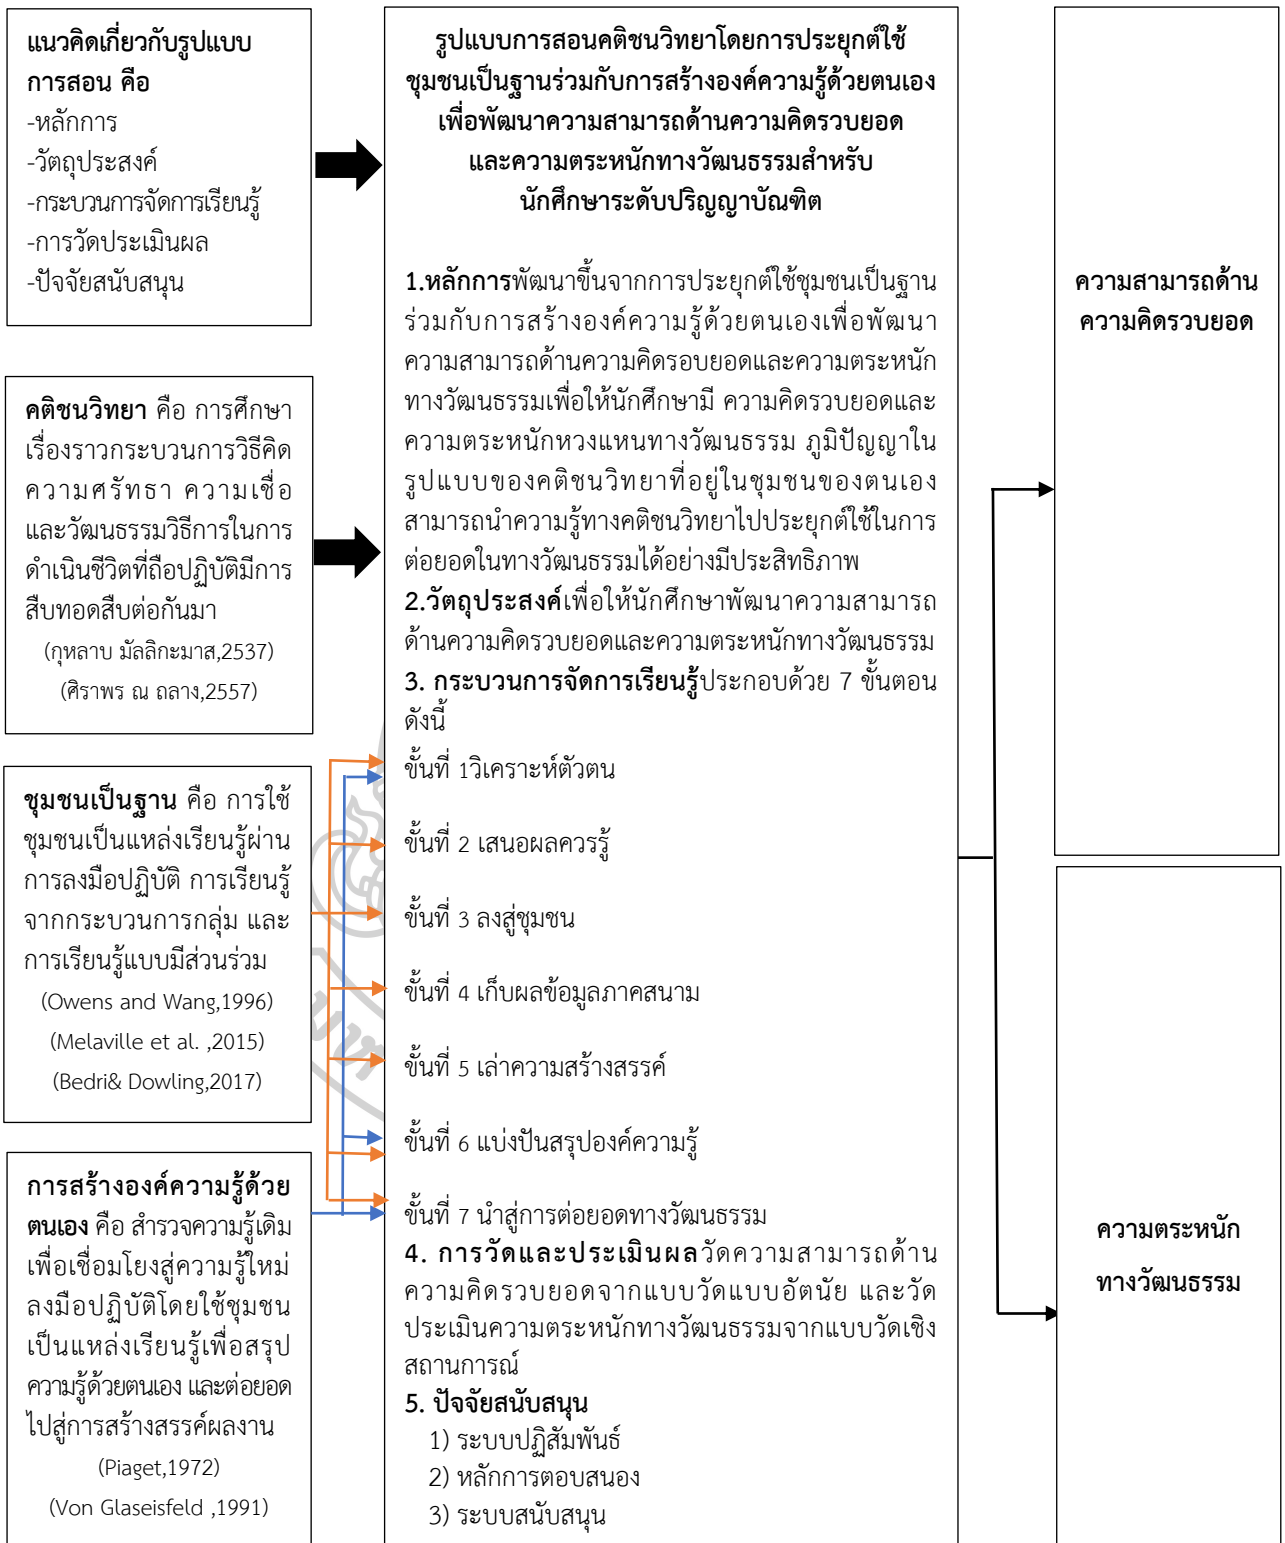 แนวคิดเกี่ยวกับรูปแบบ
การสอน คือ
-หลักการ
-วัตถุประสงค์
-กระบวนการจัดการเรียนรู้
-การวัดประเมินผล
-ปัจจัยสนับสนุน
คติชนวิทยา คือ การศึกษา
เรื่องราวกระบวนการวิธีคิด
ความศรัทธา ความเชื่อ
และวัฒนธรรมวิธีการในการ
ดำเนินชีวิตที่ถือปฏิบัติมีการ
สืบทอดสืบต่อกันมา
(กุหลาบ มัลลิกะมาส,2537)
(ศิราพร ณ ถลาง,2557)
ชุมชนเป็นฐาน คือ การใช้
ชุมชนเป็นแหล่งเรียนรู้ผ่าน
การลงมือปฏิบัติ การเรียนรู้
จากกระบวนการกลุ่ม และ
การเรียนรู้แบบมีส่วนร่วม
(Owens and Wang,1996)
(Melaville et al. ,2015)
(Bedri& Dowling,2017)
การสร้างองค์ความรู้ด้วย
ตนเอง คือ สำรวจความรู้เดิม
เพื่อเชื่อมโยงสู่ความรู้ใหม่
ลงมือปฏิบัติโดยใช้ชุมชน
เป็นแหล่งเรียนรู้เพื่อสรุป
ความรู้ด้วยตนเอง และต่อยอด
ไปสู่การสร้างสรรค์ผลงาน
(Piaget,1972)
(Von Glaseisfeld ,1991)
รูปแบบการสอนคติชนวิทยาโดยการประยุกต์ใช้
ชุมชนเป็นฐานร่วมกับการสร้างองค์ความรู้ด้วยตนเอง
เพื่อพัฒนาความสามารถด้านความคิดรวบยอด
และความตระหนักทางวัฒนธรรมสำหรับ
นักศึกษาระดับปริญญาบัณฑิต
1.หลักการพัฒนาขึ้นจากการประยุกต์ใช้ชุมชนเป็นฐาน
ร่วมกับการสร้างองค์ความรู้ด้วยตนเองเพื่อพัฒนา
ความสามารถด้านความคิดรอบยอดและความตระหนัก
ทางวัฒนธรรมเพื่อให้นักศึกษามี ความคิดรวบยอดและ
ความตระหนักหวงแหนทางวัฒนธรรม ภูมิปัญญาใน
รูปแบบของคติชนวิทยาที่อยู่ในชุมชนของตนเอง
สามารถนำความรู้ทางคติชนวิทยาไปประยุกต์ใช้ในการ
ต่อยอดในทางวัฒนธรรมได้อย่างมีประสิทธิภาพ
2.วัตถุประสงค์เพื่อให้นักศึกษาพัฒนาความสามารถ
ด้านความคิดรวบยอดและความตระหนักทางวัฒนธรรม
3. กระบวนการจัดการเรียนรู้ประกอบด้วย 7 ขั้นตอน
ดังนี้
ขั้นที่ 1วิเคราะห์ตัวตน
ขั้นที่ 2 เสนอผลควรรู้
ขั้นที่ 3 ลงสู่ชุมชน
ขั้นที่ 4 เก็บผลข้อมูลภาคสนาม
ขั้นที่ 5 เล่าความสร้างสรรค์
ขั้นที่ 6 แบ่งปันสรุปองค์ความรู้
ขั้นที่ 7 นำสู่การต่อยอดทางวัฒนธรรม
4. การวัดและประเมินผลวัดความสามารถด้าน
ความคิดรวบยอดจากแบบวัดแบบอัตนัย และวัด
ประเมินความตระหนักทางวัฒนธรรมจากแบบวัดเชิง
สถานการณ์
5. ปัจจัยสนับสนุน
1) ระบบปฏิสัมพันธ์
2) หลักการตอบสนอง
3) ระบบสนับสนุน
ความสามารถด้าน
ความคิดรวบยอด
ความตระหนัก
ทางวัฒนธรรม